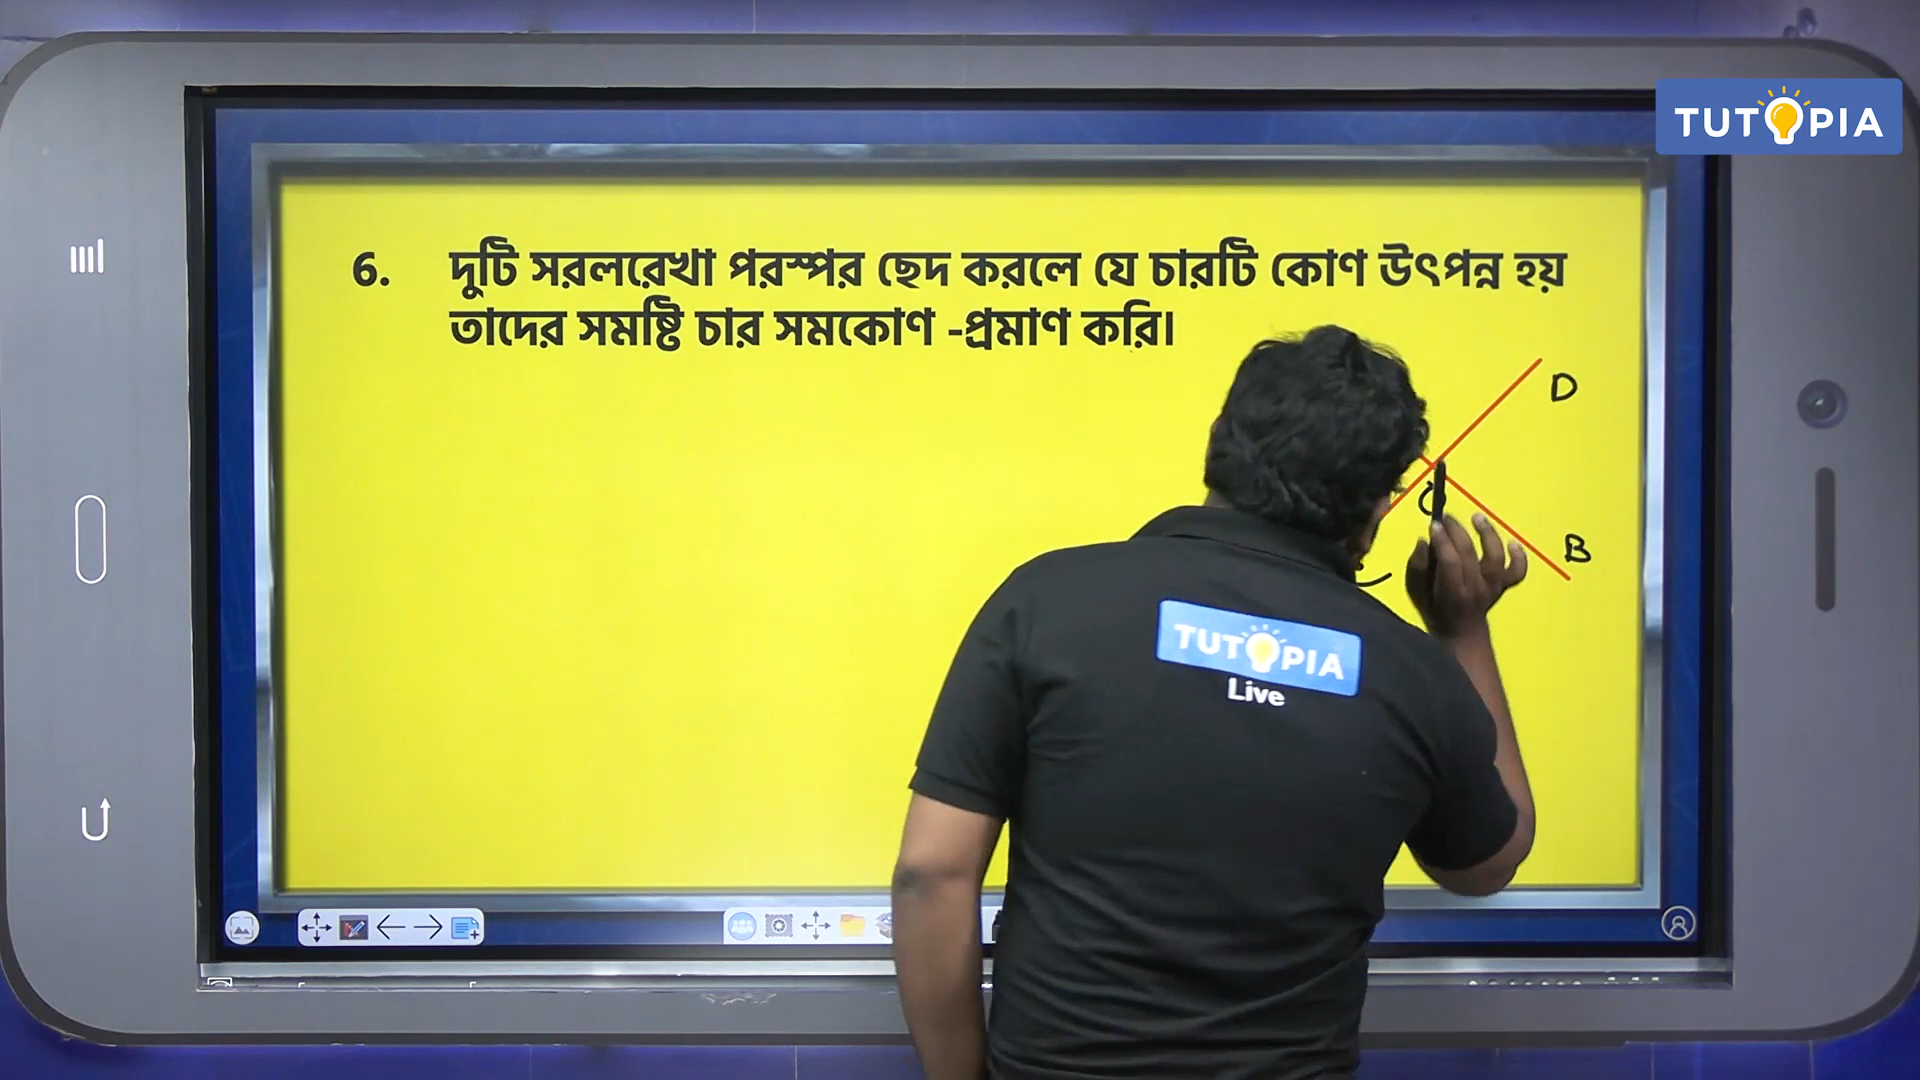 TUTOPIA
6. দুটি সরলরেখা পরস্পর ছেদ করলে যে চারটি কোণ উৎপন্ন হয়
তাদের সমষ্টি চার সমকোণ -প্রমাণ করি।
D
B
TUTOPIA
Live